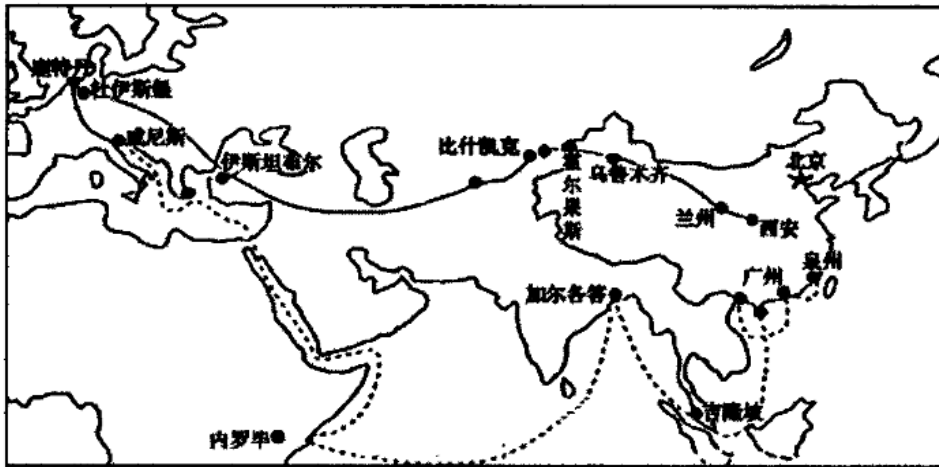 鹿特丹
杜伊斯堡
威尼斯
伊斯坦布尔
比什凯克
霍尔果斯
乌鲁木齐
北京
兰州
西安
泉州
广州
加尔各答
吉隆坡
内罗毕